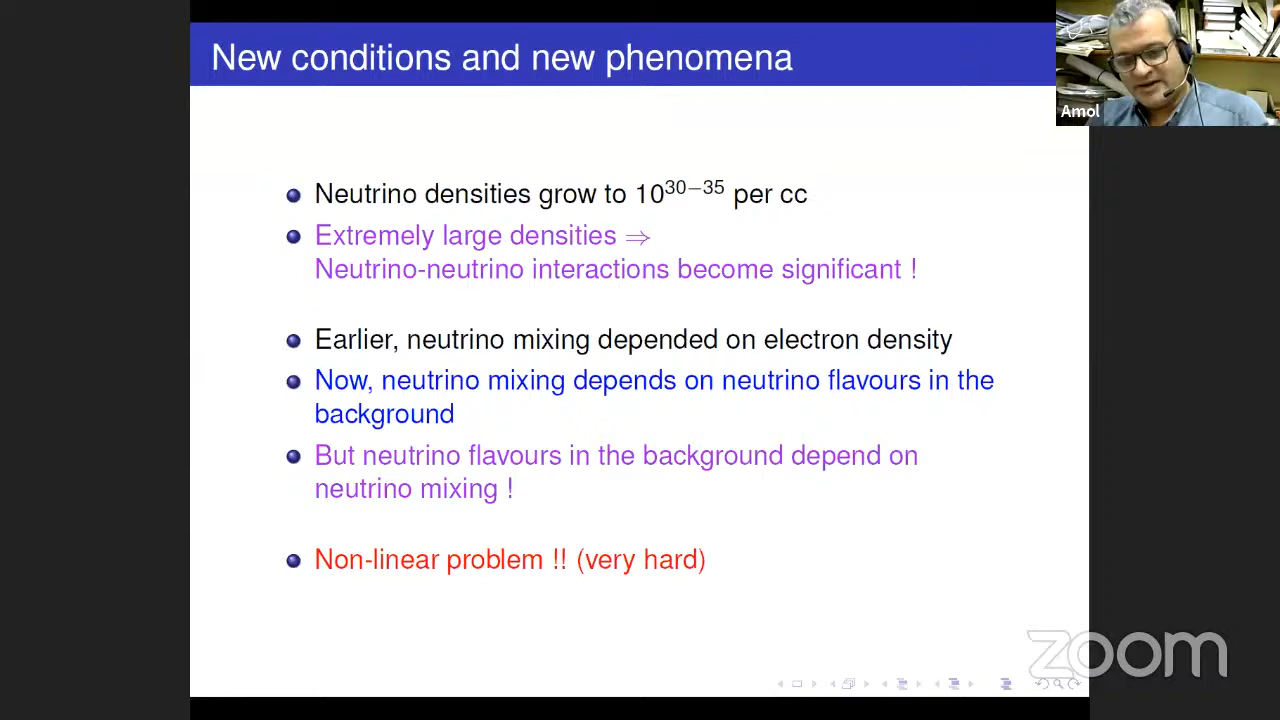 New conditions and new phenomena
Amol
Neutrino densities grow to 10^{30−35} per cc
Extremely large densities ⇒
Neutrino-neutrino interactions become significant !
Earlier, neutrino mixing depended on electron density
Now, neutrino mixing depends on neutrino flavours in the
background
But neutrino flavours in the background depend on
neutrino mixing !
Non-linear problem !! (very hard)
zoom